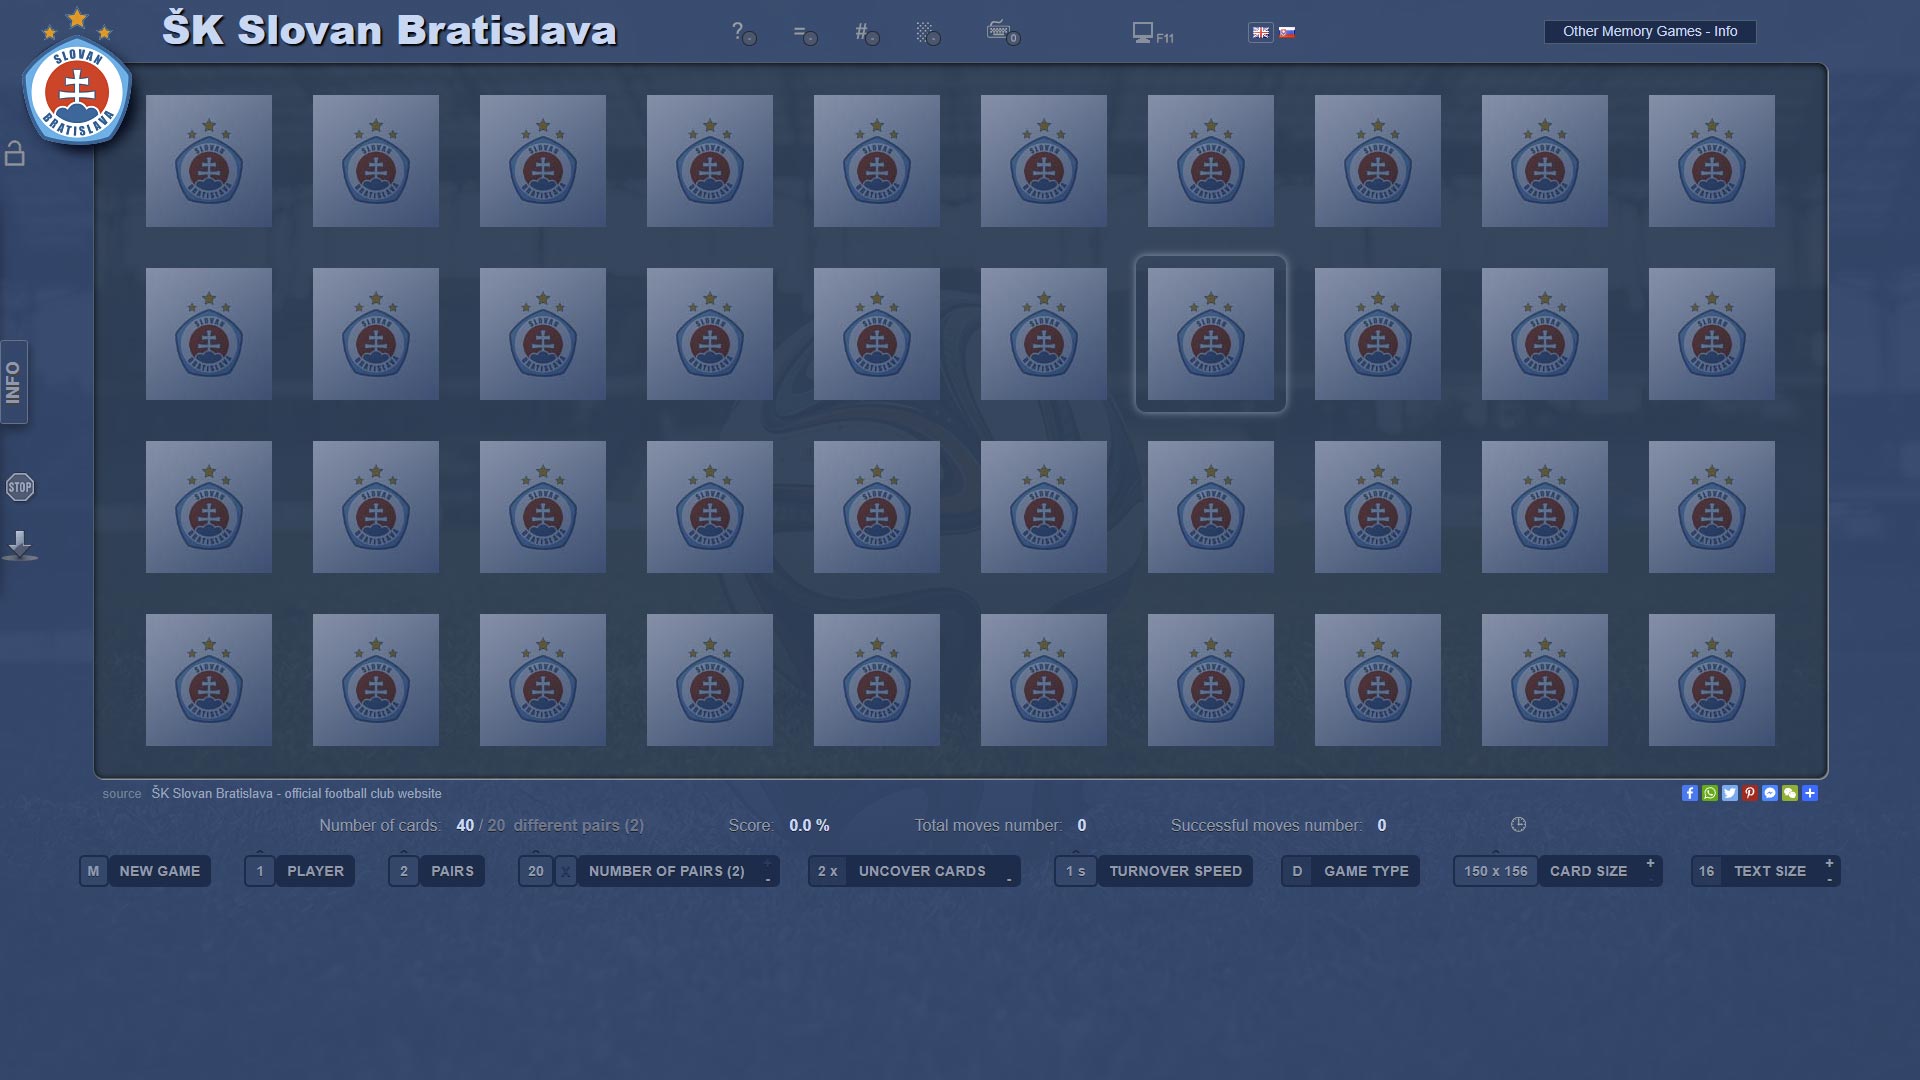 ŠK Slovan Bratislava
? - = - # - - 0 F11
Other Memory Games - Info
SLOVAN
BRATISLAVA
INFO
STOP
source ŠK Slovan Bratislava - official football club website
Number of cards: 40 / 20 different pairs (2) Score: 0.0 % Total moves number: 0 Successful moves number: 0
M NEW GAME 1 PLAYER 2 PAIRS 20 X NUMBER OF PAIRS (2) + - 2 x UNCOVER CARDS - 1 s TURNOVER SPEED D GAME TYPE 150 x 156 CARD SIZE + 16 TEXT SIZE + -